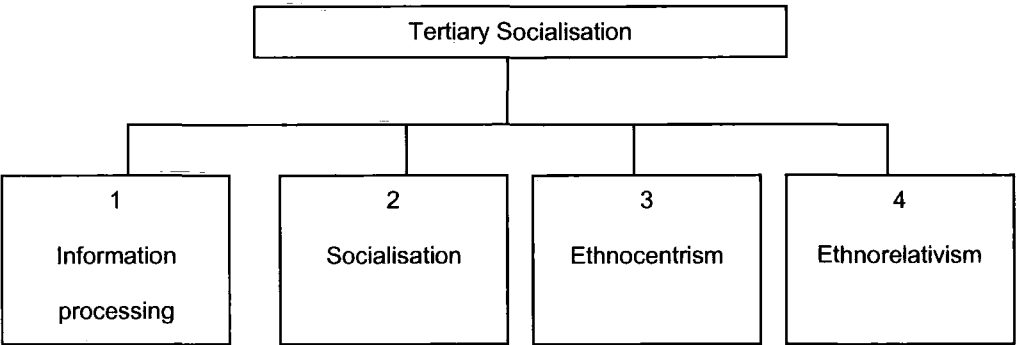 Tertiary Socialisation
1
Information
processing
2
Socialisation
3
Ethnocentrism
4
Ethnorelativism